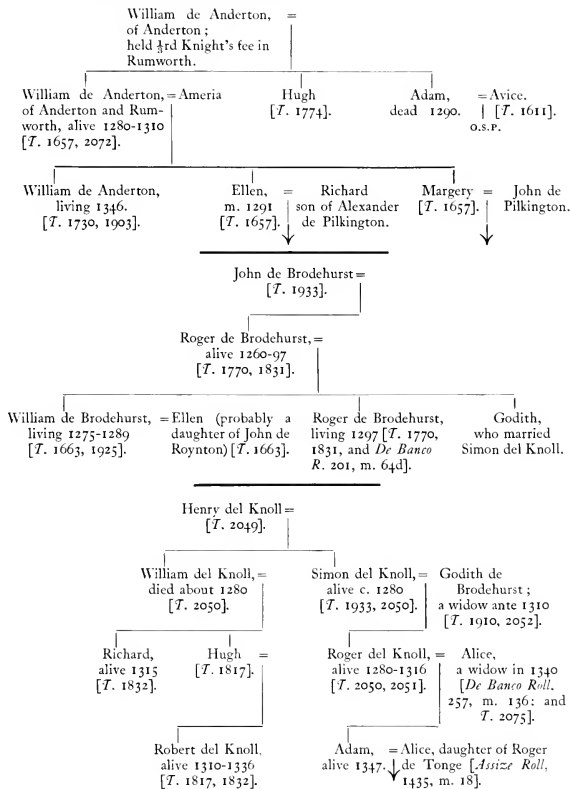 William de Anderton, =
of Anderton ;
held ⅓rd Knight's fee in
Rumworth.
William de Anderton, = Ameria
of Anderton and Rum-
worth, alive 1280-1310
[T. 1657, 2072].
Hugh
[T. 1774].
Adam, = Avice.
dead 1290. [T. 1611].
O.S.P.
William de Anderton,
living 1346.
[T. 1730, 1903].
Ellen, = Richard
m. 1291 son of Alexander
[T. 1657]. de Pilkington.
Margery = John de
[T. 1657]. Pilkington.
John de Brodehurst =
[T. 1933].
Roger de Brodehurst, =
alive 1260-97
[T. 1770, 1831].
William de Brodehurst, = Ellen (probably a
living 1275-1289 daughter of John de
[T. 1663, 1925]. Roynton) [T. 1663].
Roger de Brodehurst,
living 1297 [T. 1770,
1831, and De Banco
R. 201, m. 64d].
Godith,
who married
Simon del Knoll.
Henry del Knoll =
[T. 2049].
William del Knoll, =
died about 1280
[T. 2050].
Simon del Knoll, = Godith de
alive c. 1280 Brodehurst ;
[T. 1933, 2050]. a widow ante 1310
[T. 1910, 2052].
Richard,
alive 1315
[T. 1832].
Hugh =
[T. 1817].
Roger del Knoll, = Alice,
alive 1280-1316 a widow in 1340
[T. 2050, 2051]. [De Banco Roll,
257, m. 136; and
T. 2075].
Robert del Knoll,
alive 1310-1336
[T. 1817, 1832].
Adam, = Alice, daughter of Roger
alive 1347. de Tonge [Assize Roll,
1435, m. 18].